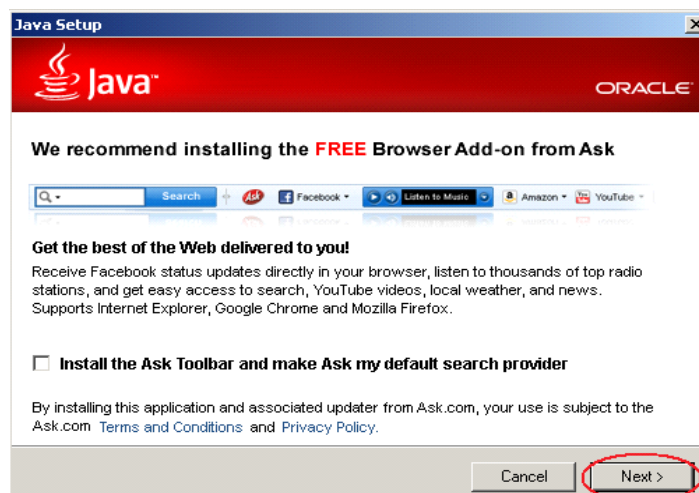 Java Setup
Java™
ORACLE
We recommend installing the FREE Browser Add-on from Ask
Search Ask Facebook Listen to Music Amazon YouTube
Get the best of the Web delivered to you!
Receive Facebook status updates directly in your browser, listen to thousands of top radio
stations, and get easy access to search, YouTube videos, local weather, and news.
Supports Internet Explorer, Google Chrome and Mozilla Firefox.
Install the Ask Toolbar and make Ask my default search provider
By installing this application and associated updater from Ask.com, your use is subject to the
Ask.com Terms and Conditions and Privacy Policy.
Cancel Next >